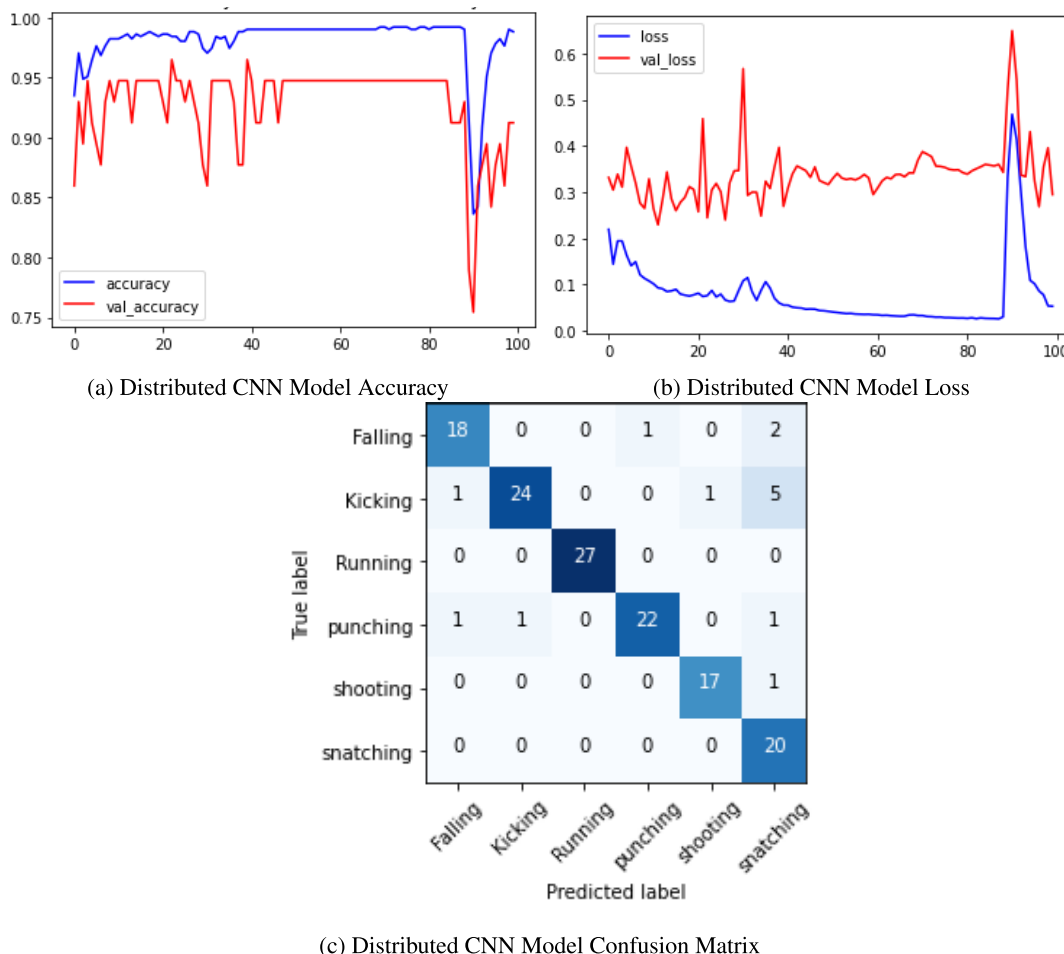 1.00
0.95
0.90
0.85
0.80
0.75
accuracy
val_accuracy
0 20 40 60 80 100
0.6
0.5
0.4
0.3
0.2
0.1
0.0
loss
val_loss
0 20 40 60 80 100
(a) Distributed CNN Model Accuracy
(b) Distributed CNN Model Loss
True label
Falling 18 0 0 1 0 2
Kicking 1 24 0 0 1 5
Running 0 0 27 0 0 0
punching 1 1 0 22 0 1
shooting 0 0 0 0 17 1
snatching 0 0 0 0 0 20
Falling Kicking Running punching shooting snatching
Predicted label
(c) Distributed CNN Model Confusion Matrix